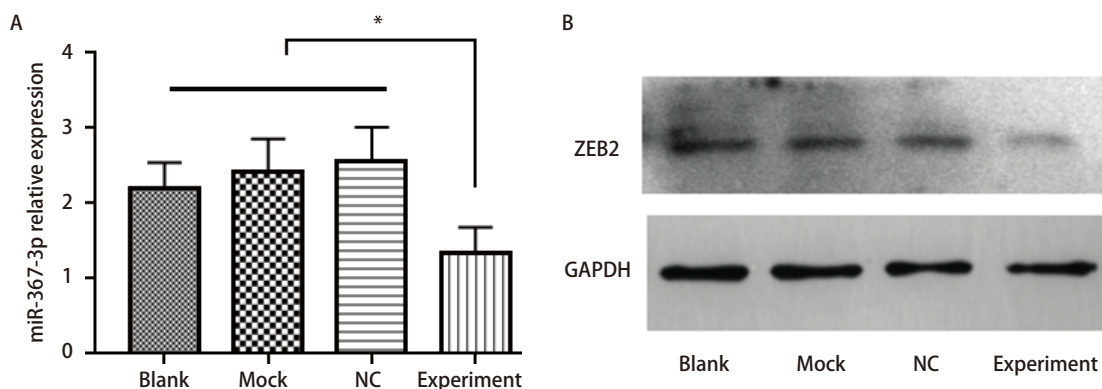 A
*
4
3
2
1
0
miR-367-3p relative expression
Blank Mock NC Experiment
B
ZEB2
GAPDH
Blank Mock NC Experiment